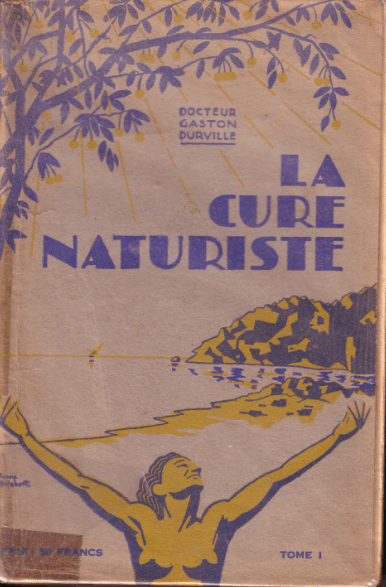 DOCTEUR
GASTON
DURVILLE
LA
CURE
NATURISTE
FRANCS
TOME I